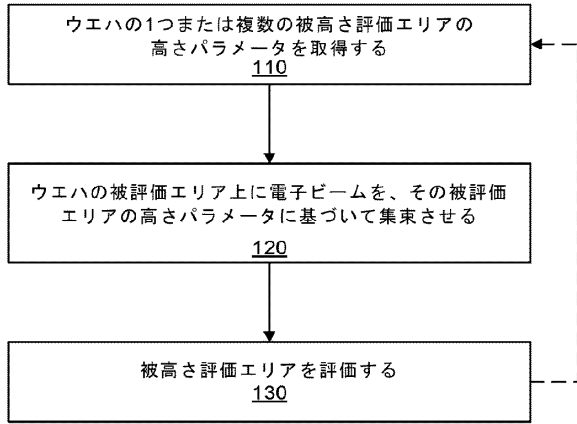 ウエハの1つまたは複数の被高さ評価エリアの
高さパラメータを取得する
110
ウエハの被評価エリア上に電子ビームを、その被評価
エリアの高さパラメータに基づいて集束させる
120
被高さ評価エリアを評価する
130